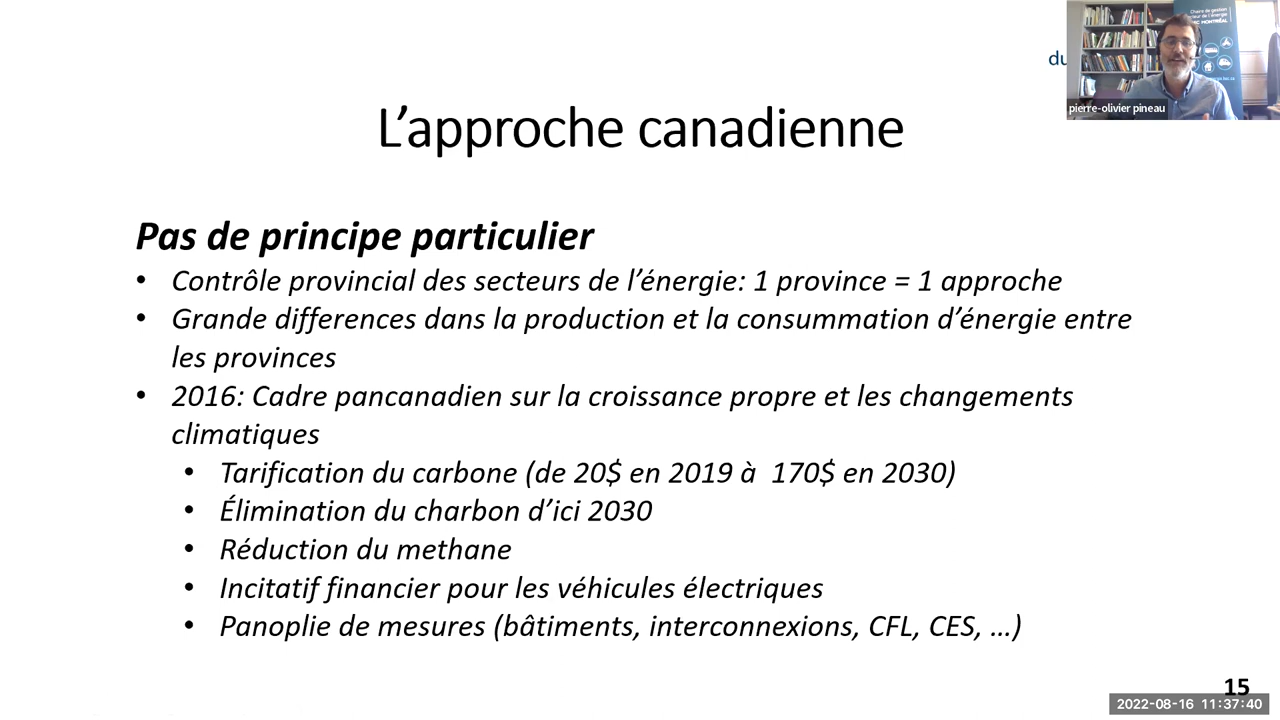 du
Chaire de gestion
MONTRÉAL
pierre-olivier pineau
L’approche canadienne
Pas de principe particulier
• Contrôle provincial des secteurs de l’énergie: 1 province = 1 approche
• Grande differences dans la production et la consummation d’énergie entre
les provinces
• 2016: Cadre pancanadien sur la croissance propre et les changements
climatiques
• Tarification du carbone (de 20$ en 2019 à 170$ en 2030)
• Élimination du charbon d’ici 2030
• Réduction du methane
• Incitatif financier pour les véhicules électriques
• Panoplie de mesures (bâtiments, interconnexions, CFL, CES, …)
15
2022-08-16 11:37:40